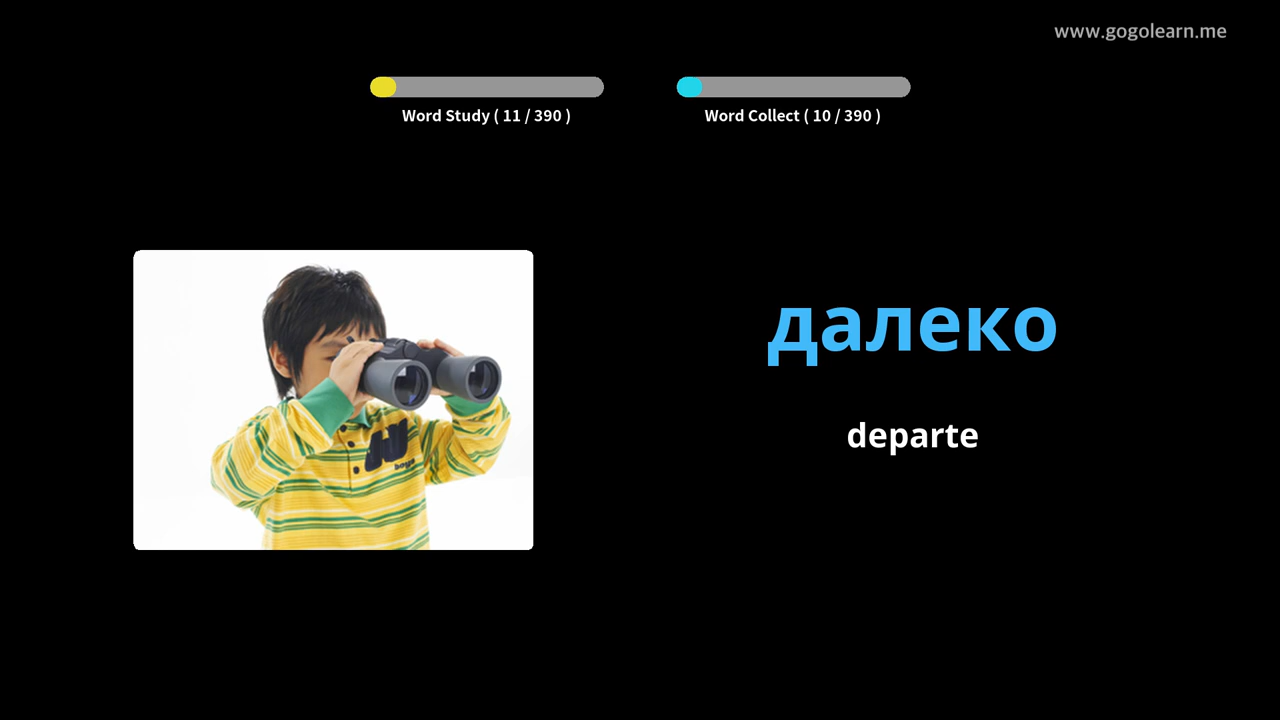 www.gogolearn.me
Word Study ( 11 / 390 )
Word Collect ( 10 / 390 )
далеко
departe